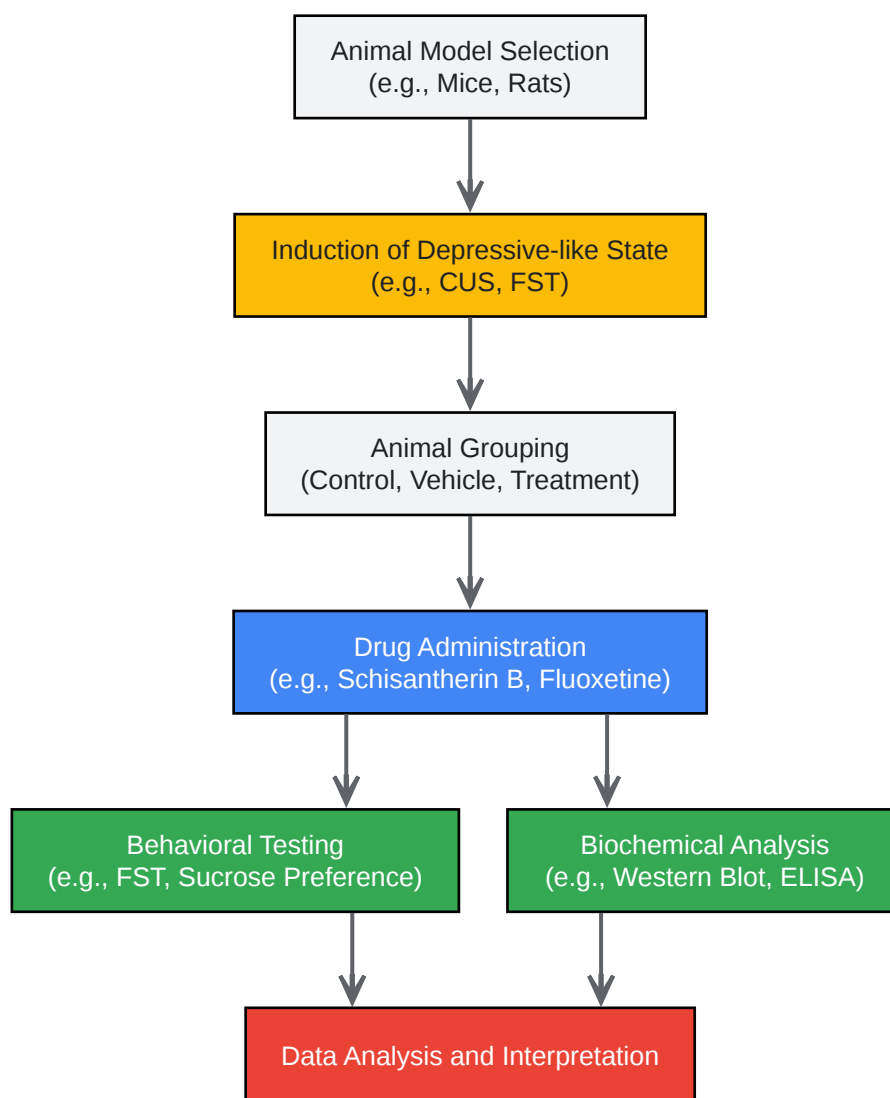 Animal Model Selection
(e.g., Mice, Rats)
Induction of Depressive-like State
(e.g., CUS, FST)
Animal Grouping
(Control, Vehicle, Treatment)
Drug Administration
(e.g., Schisantherin B, Fluoxetine)
Behavioral Testing
(e.g., FST, Sucrose Preference)
Biochemical Analysis
(e.g., Western Blot, ELISA)
Data Analysis and Interpretation